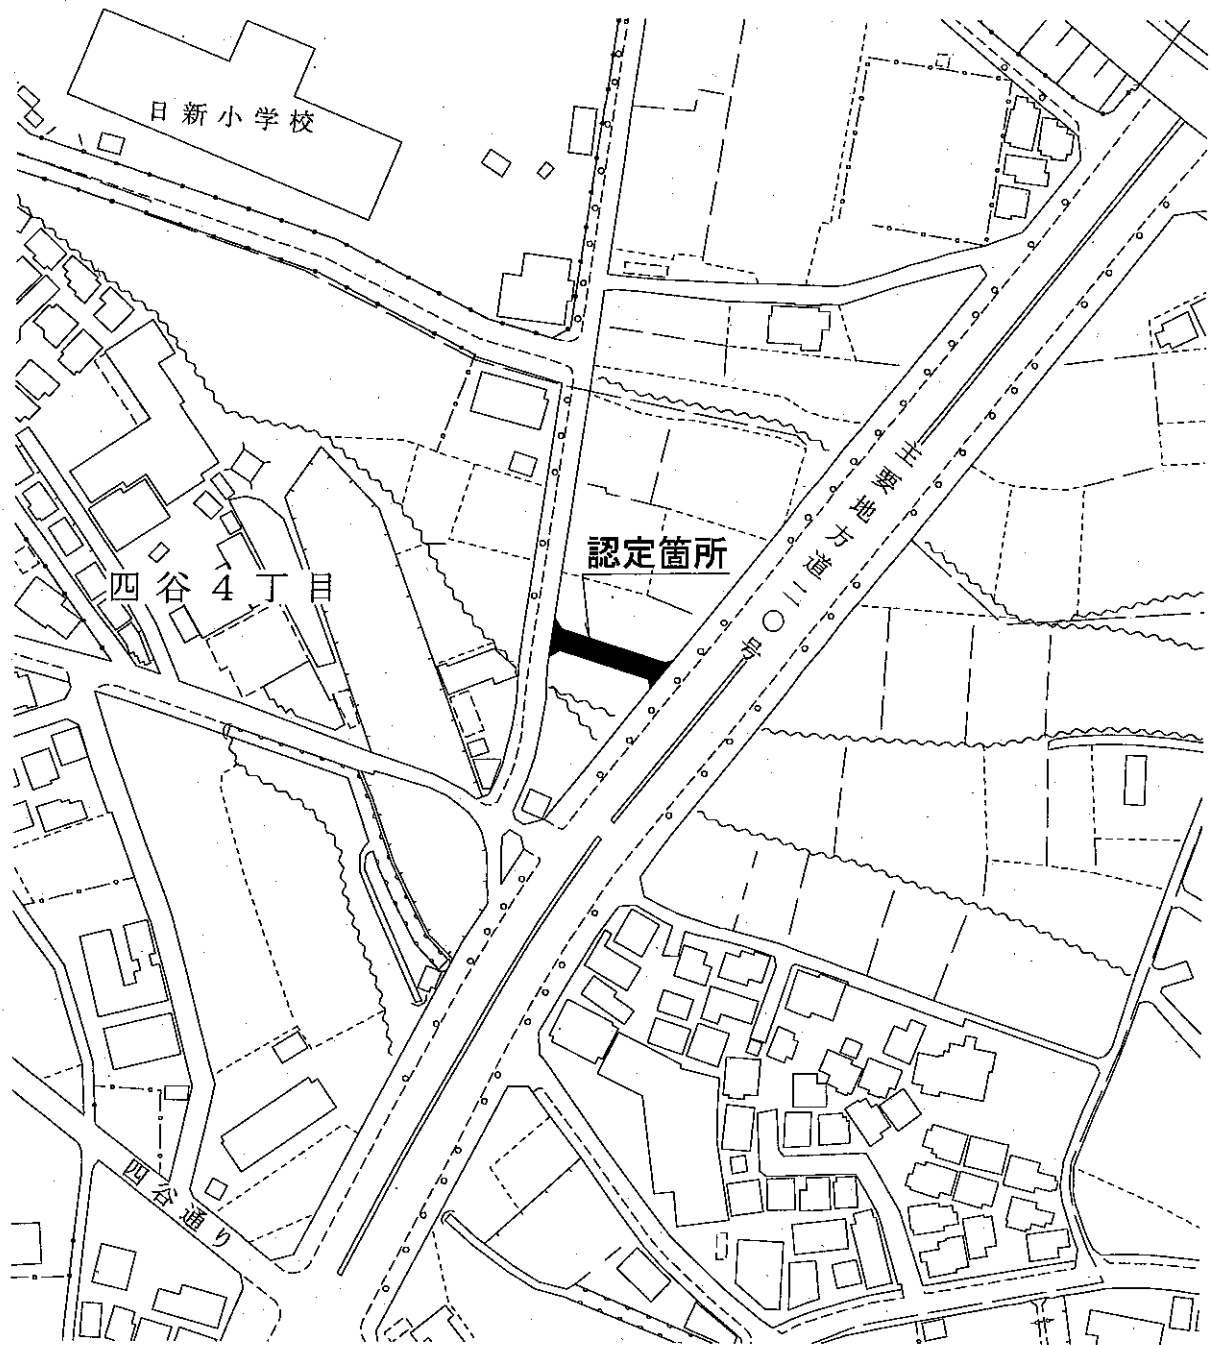 日新小学校
主要地方道二〇号
認定箇所
四谷4丁目
四谷通り